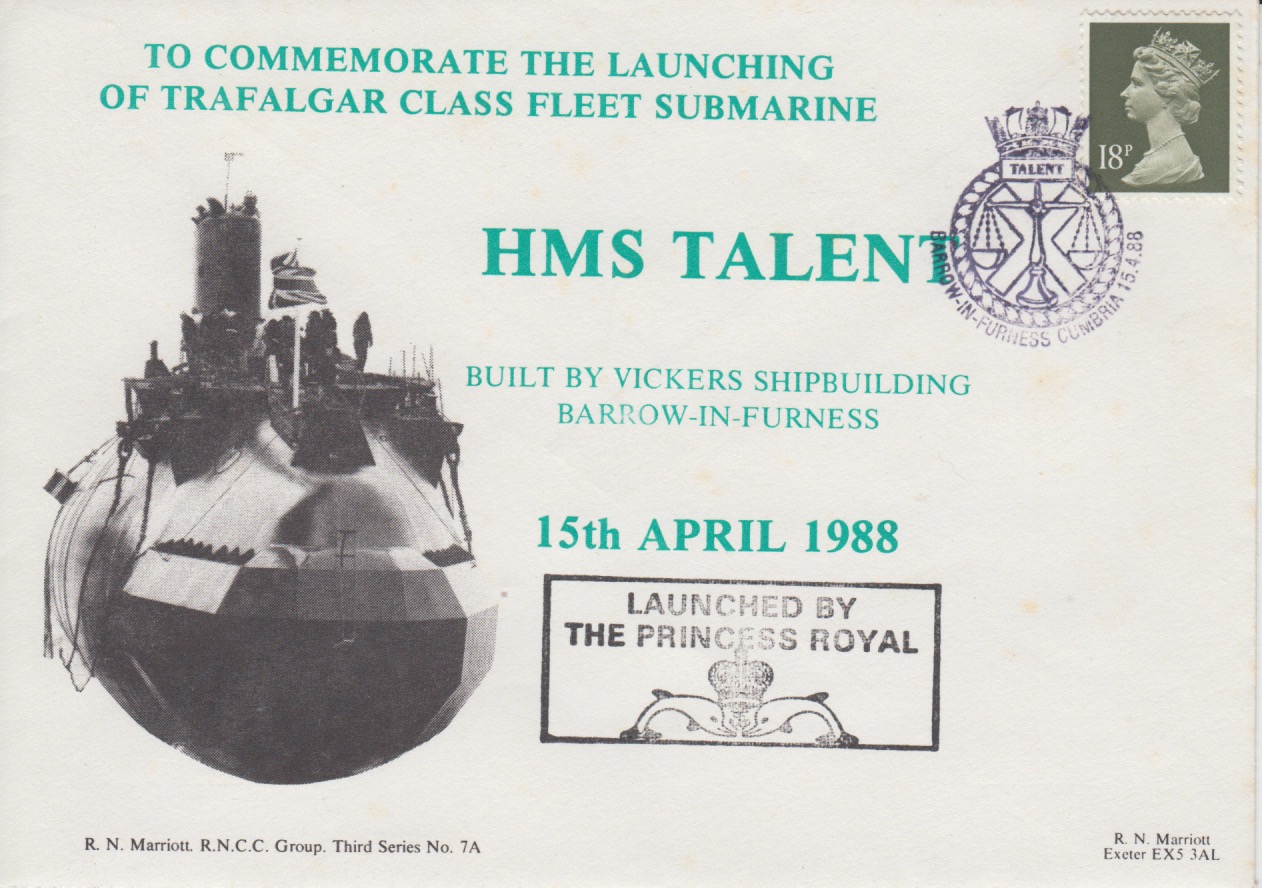 TO COMMEMORATE THE LAUNCHING
OF TRAFALGAR CLASS FLEET SUBMARINE
18P
TALENT
HMS TALENT
BARROW-IN-FURNESS CUMBRIA 15.4.88
BUILT BY VICKERS SHIPBUILDING
BARROW-IN-FURNESS
15th APRIL 1988
LAUNCHED BY
THE PRINCESS ROYAL
R. N. Marriott. R.N.C.C. Group. Third Series No. 7A
R. N. Marriott
Exeter EX5 3AL